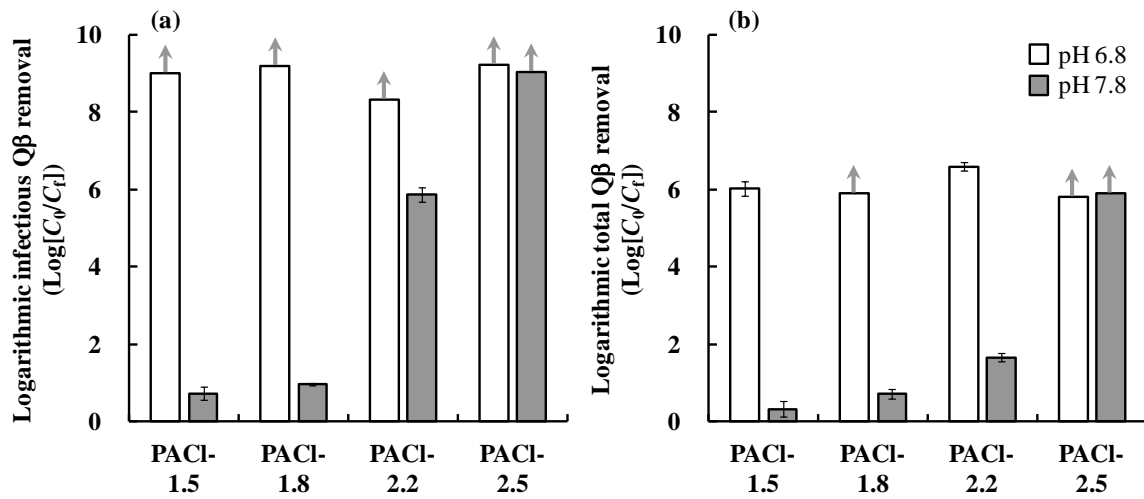 (a)
Logarithmic infectious Qβ removal
(Log[C₀/C_f])
10
8
6
4
2
0
PACl-
1.5
PACl-
1.8
PACl-
2.2
PACl-
2.5
(b)
Logarithmic total Qβ removal
(Log[C₀/C_f])
10
8
6
4
2
0
pH 6.8
pH 7.8
PACl-
1.5
PACl-
1.8
PACl-
2.2
PACl-
2.5